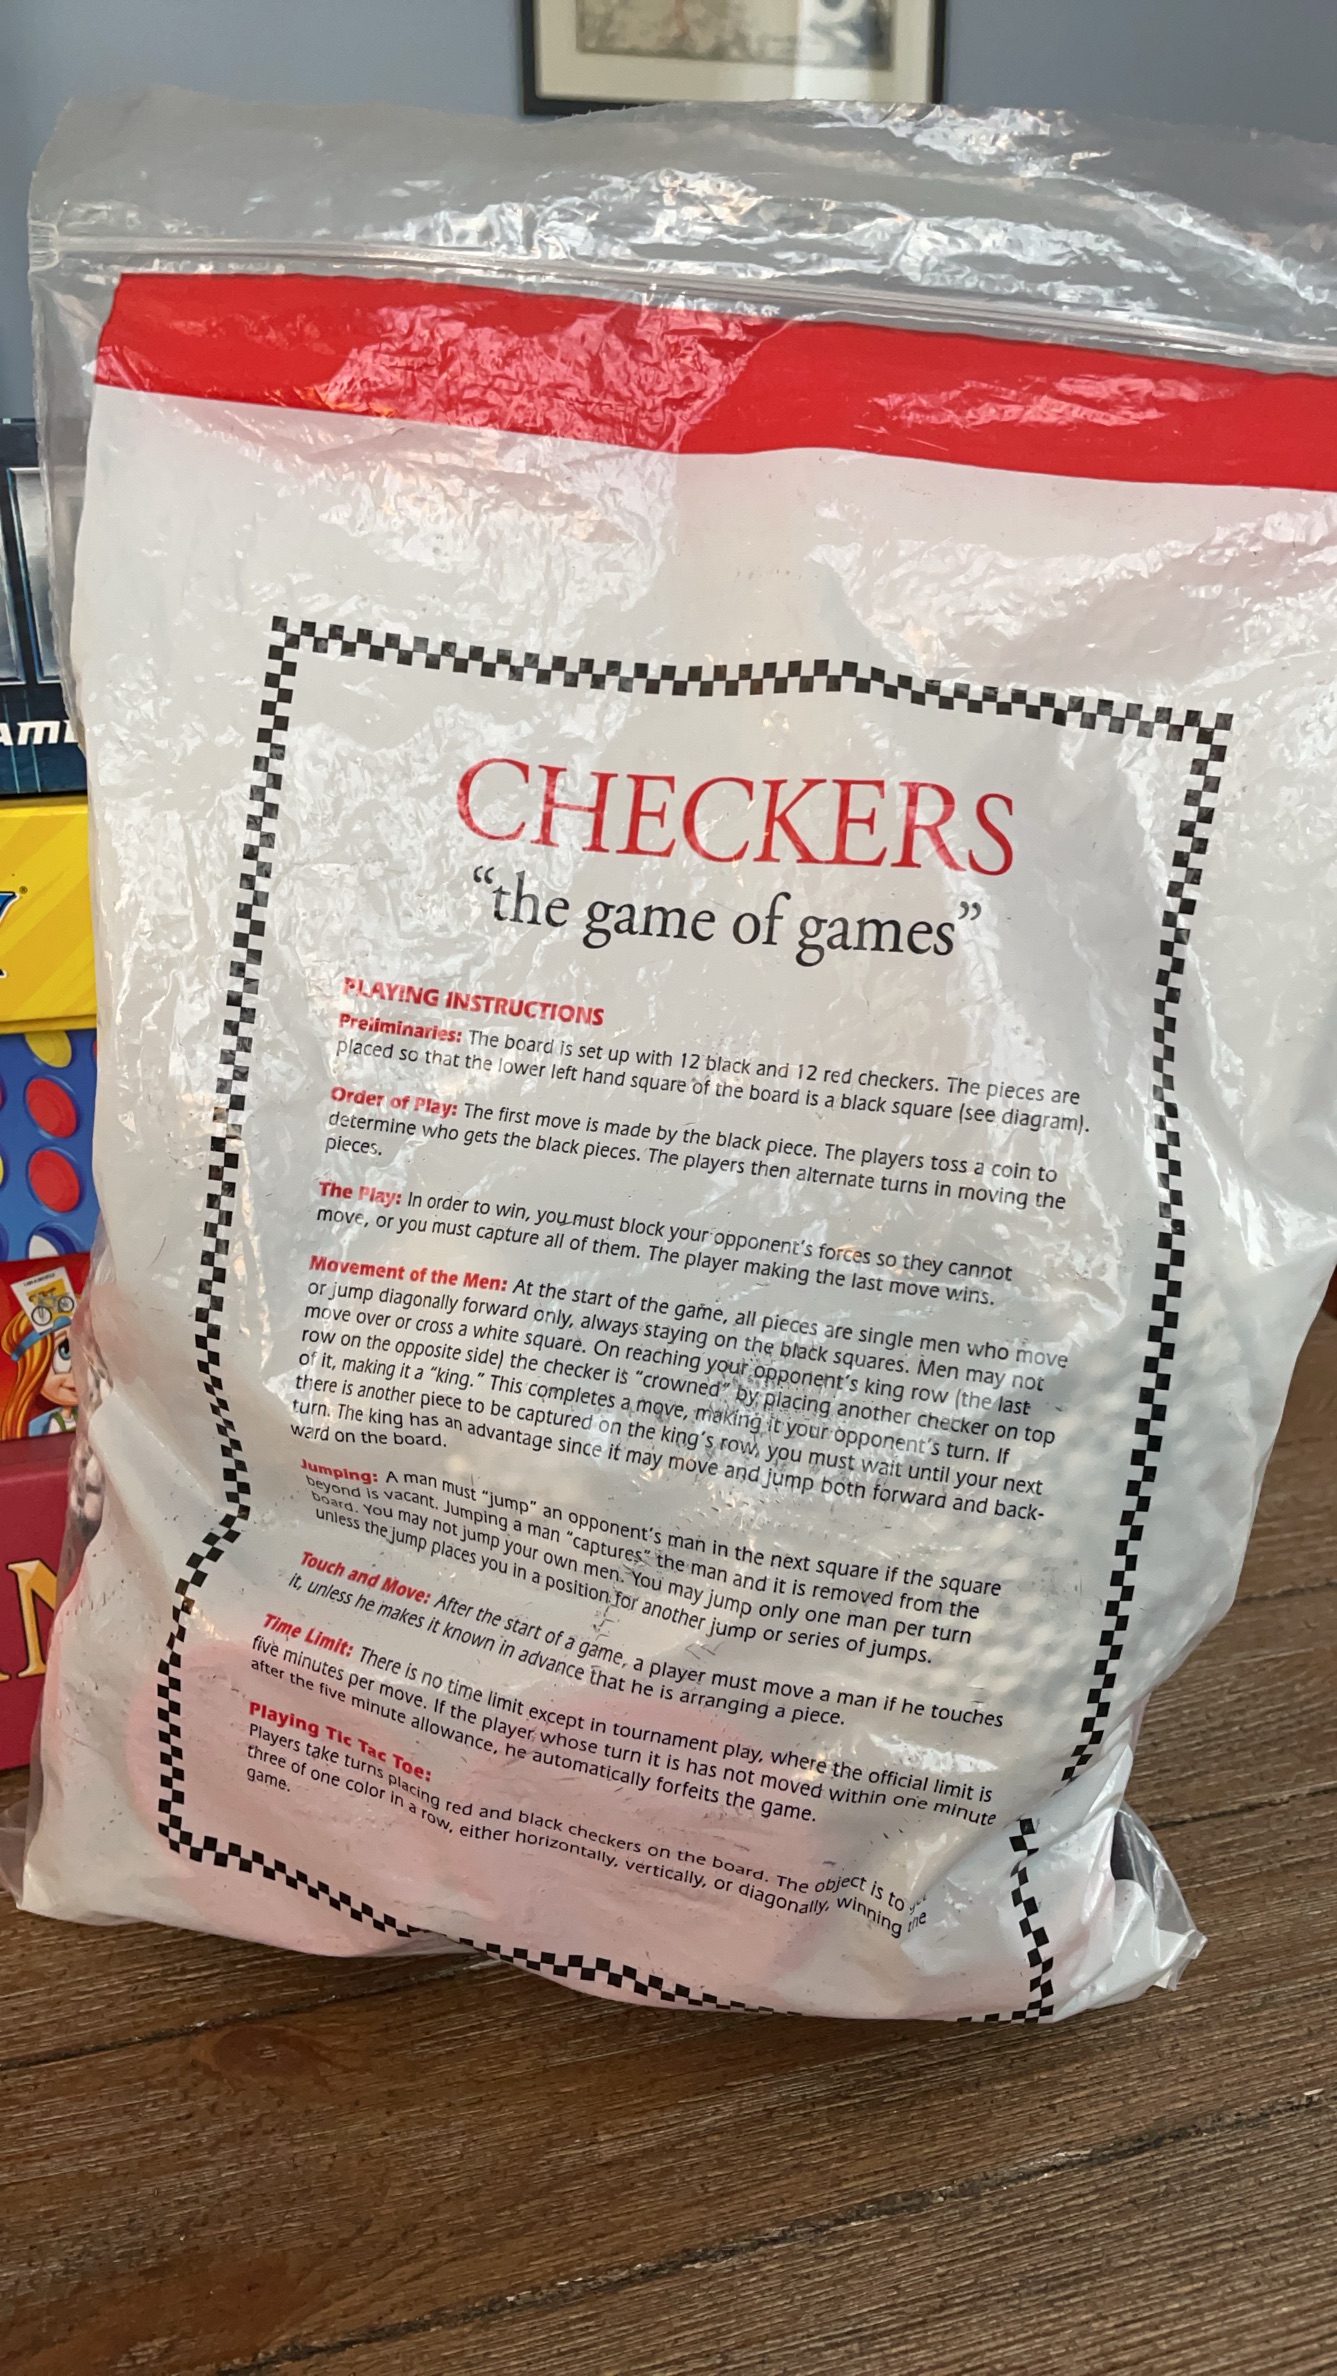 CHECKERS
“the game of games”
PLAYING INSTRUCTIONS
Preliminaries: The board is set up with 12 black and 12 red checkers. The pieces are
placed so that the lower left hand square of the board is a black square (see diagram).
Order of Play: The first move is made by the black piece. The players toss a coin to
determine who gets the black pieces. The players then alternate turns in moving the
pieces.
The Play: In order to win, you must block your opponent's forces so they cannot
move, or you must capture all of them. The player making the last move wins.
Movement of the Men: At the start of the game, all pieces are single men who move
or jump diagonally forward only, always staying on the black squares. Men may not
move over or cross a white square. On reaching your opponent's king row (the last
row on the opposite side) the checker is “crowned” by placing another checker on top
of it, making it a “king.” This completes a move, making it your opponent's turn. If
there is another piece to be captured on the king's row, you must wait until your next
turn. The king has an advantage since it may move and jump both forward and back-
ward on the board.
Jumping: A man must “jump” an opponent's man in the next square if the square
beyond is vacant. Jumping a man “captures” the man and it is removed from the
board. You may not jump your own men. You may jump only one man per turn
unless the jump places you in a position for another jump or series of jumps.
Touch and Move: After the start of a game, a player must move a man if he touches
it, unless he makes it known in advance that he is arranging a piece.
Time Limit: There is no time limit except in tournament play, where the official limit is
five minutes per move. If the player whose turn it is has not moved within one minute
after the five minute allowance, he automatically forfeits the game.
Playing Tic Tac Toe:
Players take turns placing red and black checkers on the board. The object is to
three of one color in a row, either horizontally, vertically, or diagonally, winning the
game.